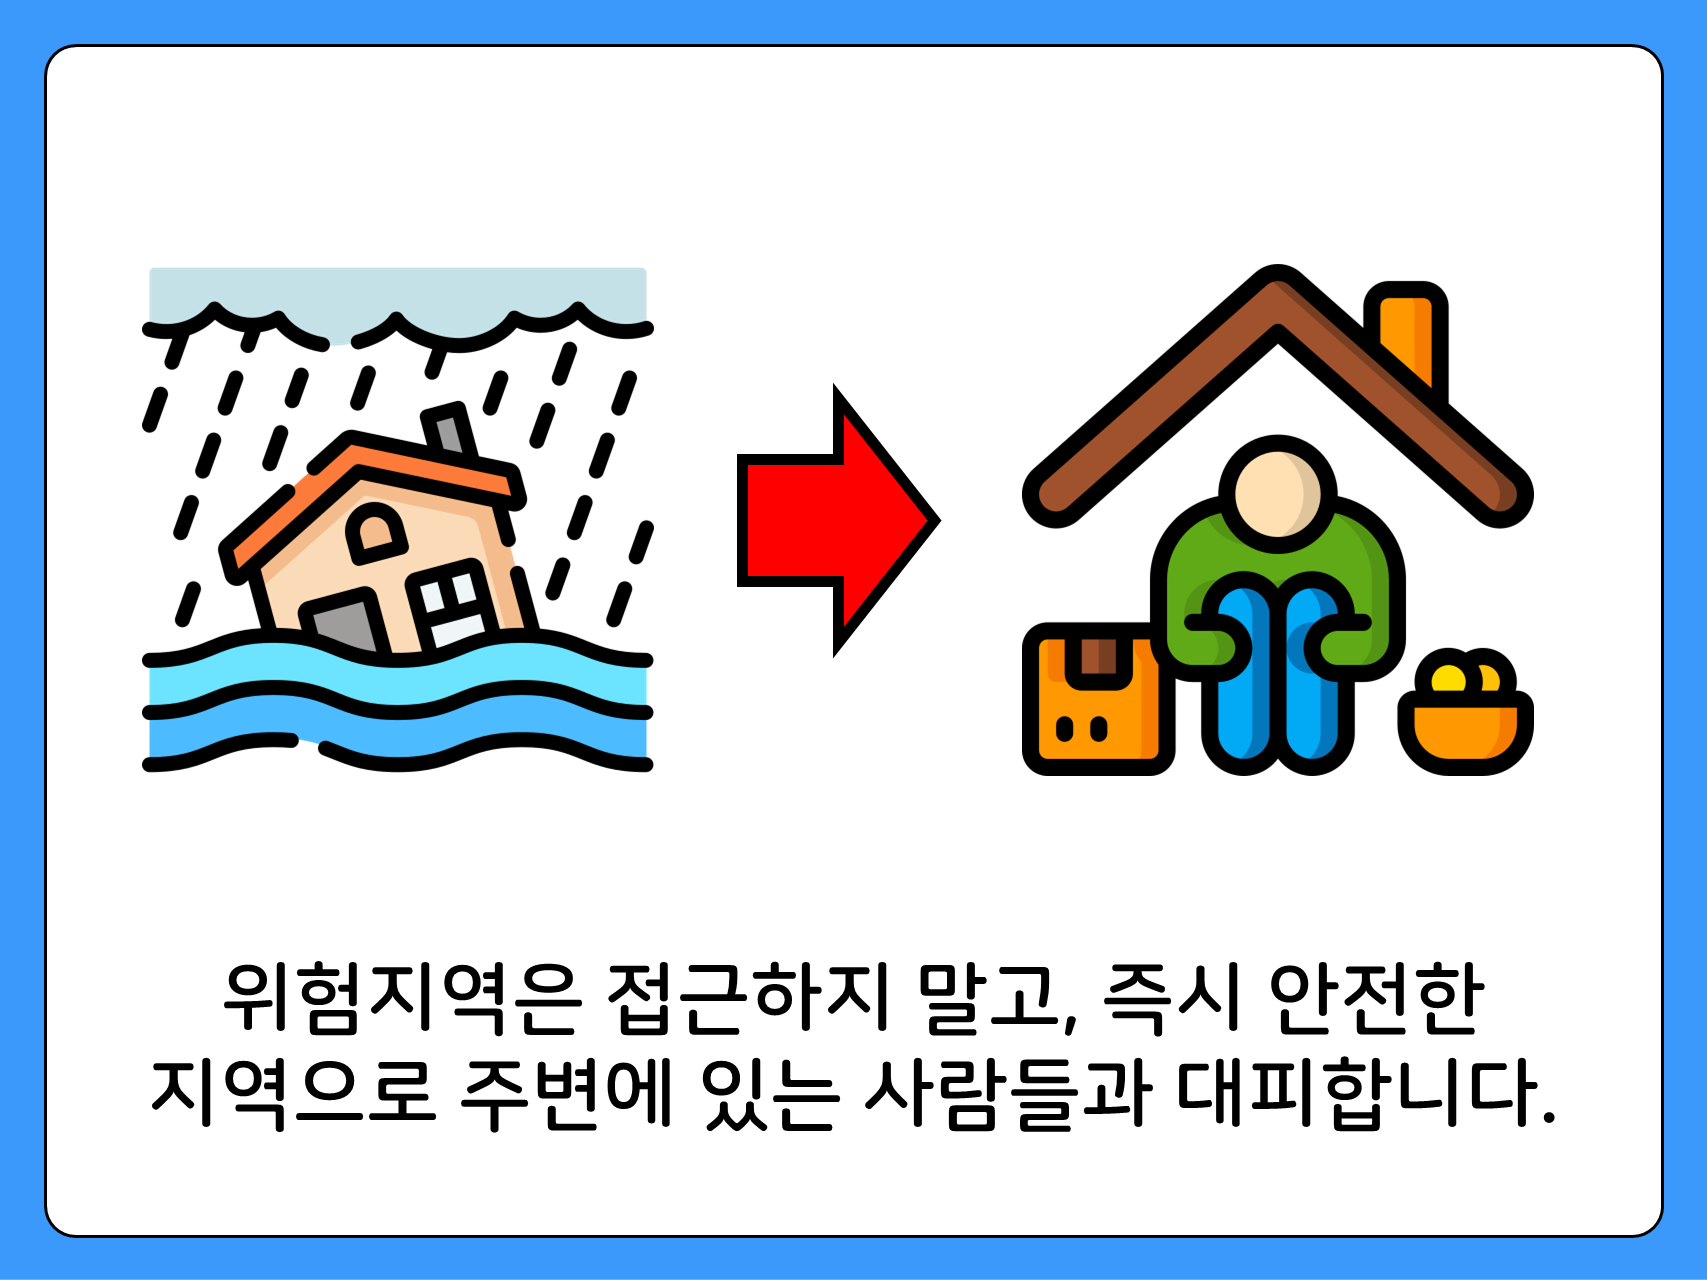 위험지역은 접근하지 말고, 즉시 안전한
지역으로 주변에 있는 사람들과 대피합니다.